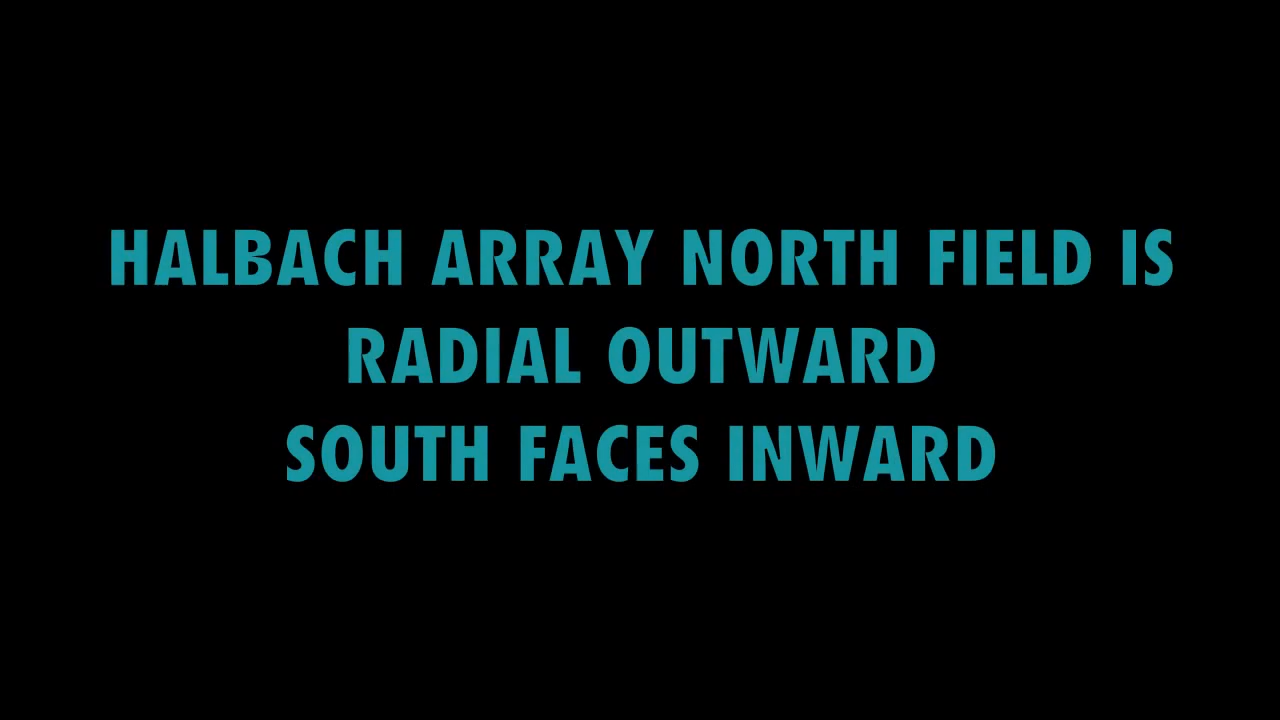 HALBACH ARRAY NORTH FIELD IS
RADIAL OUTWARD
SOUTH FACES INWARD